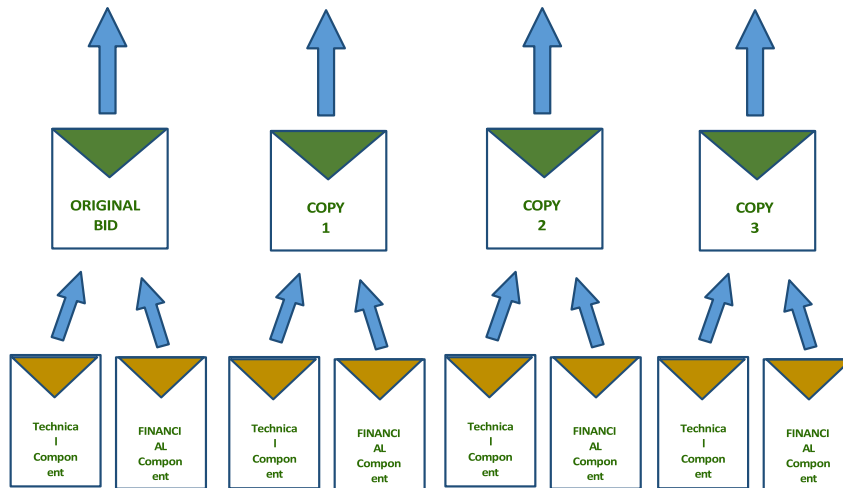 ORIGINAL
BID
COPY
1
COPY
2
COPY
3
Technica
l
Compon
ent
FINANCI
AL
Compon
ent
Technica
l
Compon
ent
FINANCI
AL
Compon
ent
Technica
l
Compon
ent
FINANCI
AL
Compon
ent
Technica
l
Compon
ent
FINANCI
AL
Compon
ent